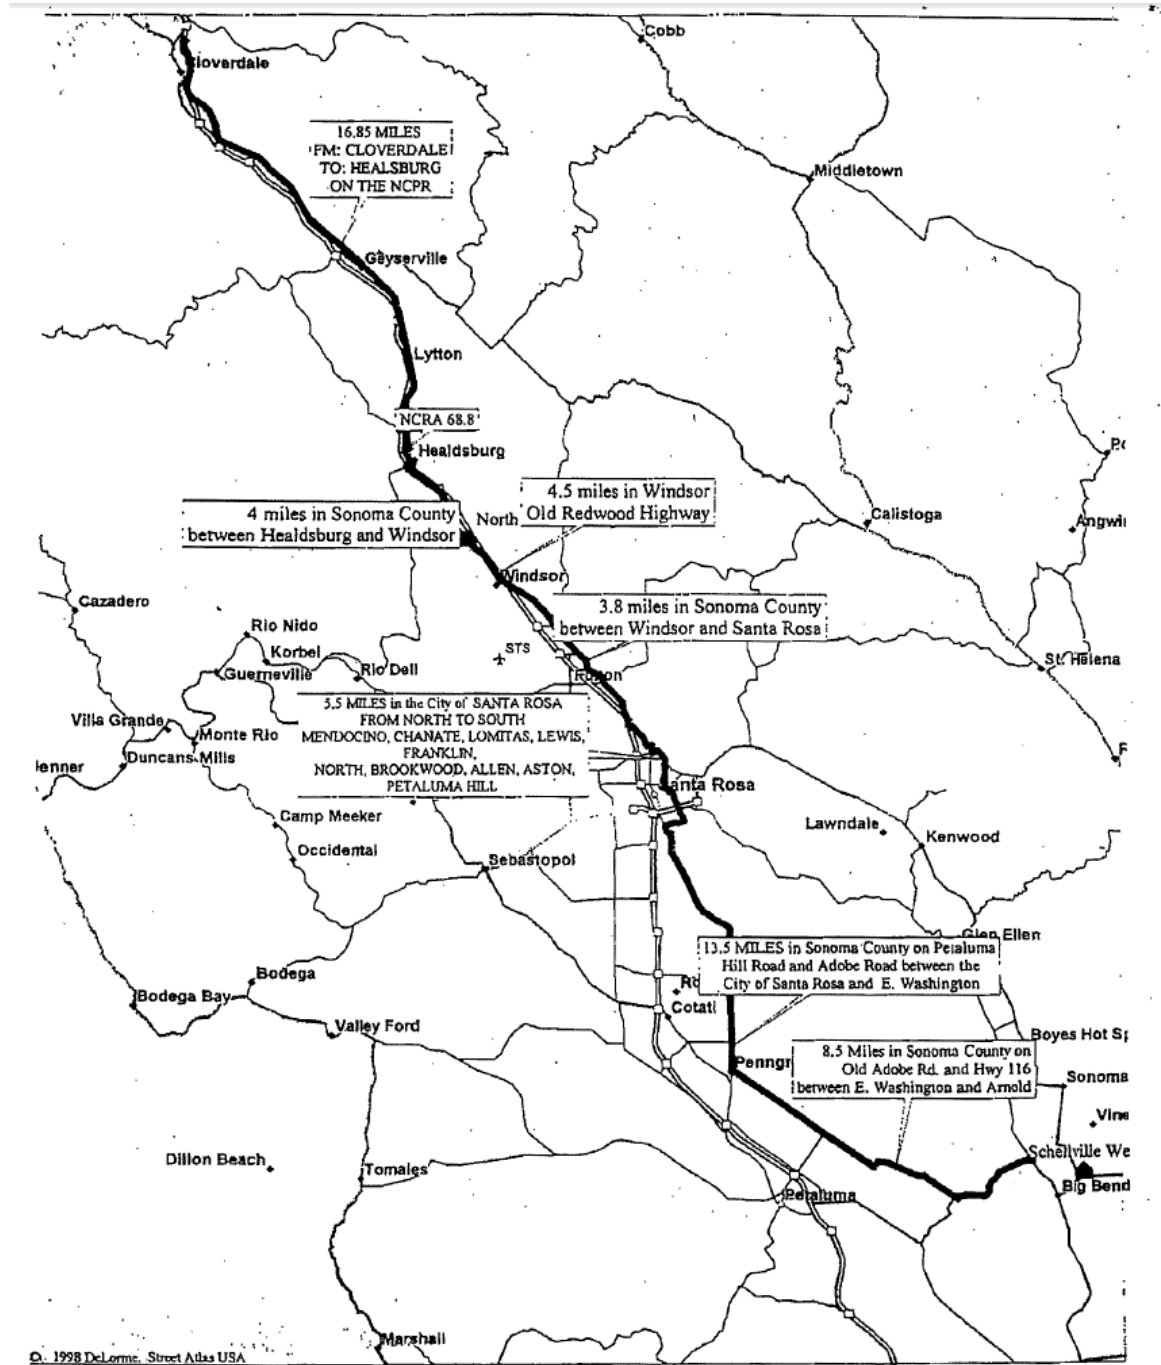 Cobb
loverdale
16.85 MILES
FM: CLOVERDALE
TO: HEALSBURG
ON THE NCPR
Middletown
Geyserville
Lytton
NCRA 68.8
Healdsburg
4.5 miles in Windsor
Old Redwood Highway
4 miles in Sonoma County
between Healdsburg and Windsor
North
Calistoga
Angwi
Windsor
Cazadero
3.8 miles in Sonoma County
between Windsor and Santa Rosa
Rio Nido
Korbel
STS
Rio Dell
Guerneville
St. Helena
5.5 MILES in the City of SANTA ROSA
FROM NORTH TO SOUTH
MENDOCINO, CHANATE, LOMITAS, LEWIS,
FRANKLIN,
NORTH, BROOKWOOD, ALLEN, ASTON,
PETALUMA HILL
Villa Grande
Monte Rio
Duncans Mills
enner
anta Rosa
Camp Meeker
Lawndale
Kenwood
Occidental
Sebastopol
Glen Ellen
13.5 MILES in Sonoma County on Petaluma
Hill Road and Adobe Road between the
City of Santa Rosa and E. Washington
Bodega
Bodega Bay
Ro
Cotati
Valley Ford
Boyes Hot Sp
8.5 Miles in Sonoma County on
Old Adobe Rd. and Hwy 116
between E. Washington and Arnold
Penngr
Sonoma
Vine
Schellville We
Dillon Beach
Tomales
Big Bend
Petaluma
Marshall
© 1998 DeLorme. Street Atlas USA